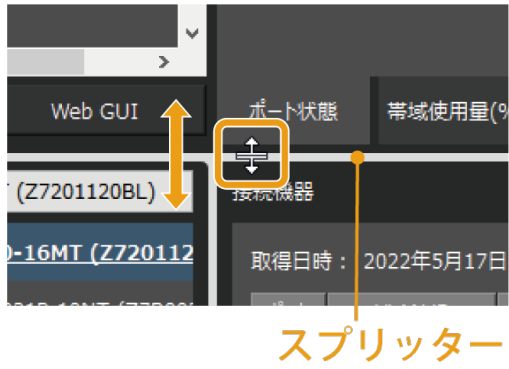 Web GUI
ポート状態
帯域使用量(%
(Z7201120BL)
接続機器
0-16MT (Z720112
取得日時： 2022年5月17日
スプリッター